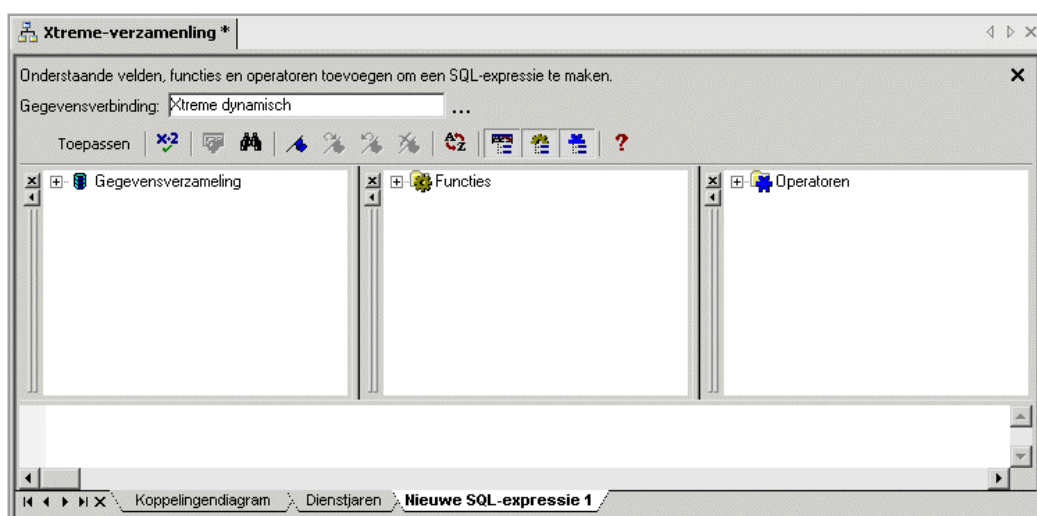 Xtreme-verzamenling *
Onderstaande velden, functies en operatoren toevoegen om een SQL-expressie te maken.
Gegevensverbinding: Xtreme dynamisch ...
Toepassen X+2 A Z ?
Gegevensverzameling Functies Operatoren
Koppelingendiagram Dienstjaren Nieuwe SQL-expressie 1